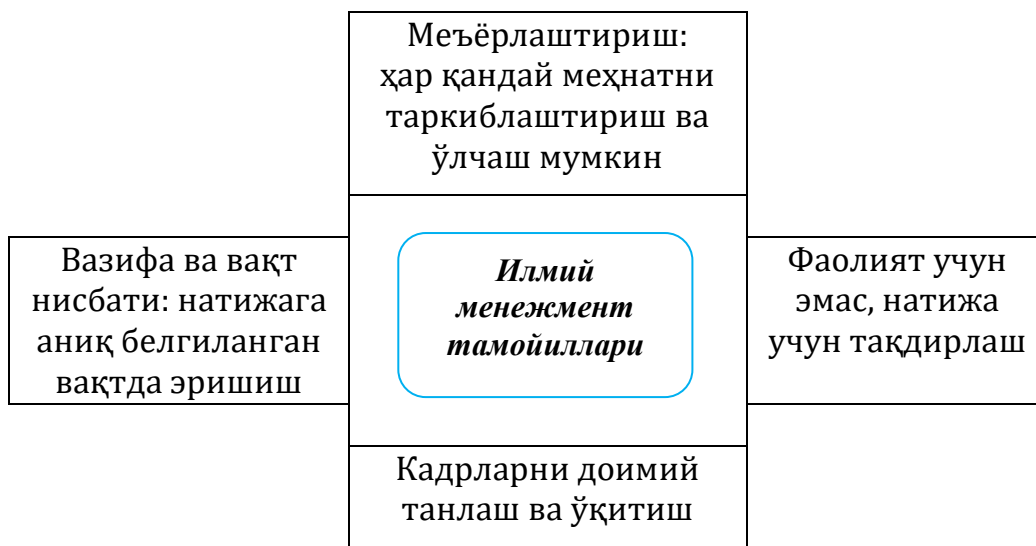 Меъёрлаштириш:
ҳар қандай меҳнатни
таркиблаштириш ва
ўлчаш мумкин
Вазифа ва вақт
нисбати: натижага
аниқ белгиланган
вақтда эришиш
Илмий
менежмент
тамойиллари
Фаолият учун
эмас, натижа
учун тақдирлаш
Кадрларни доимий
танлаш ва ўқитиш